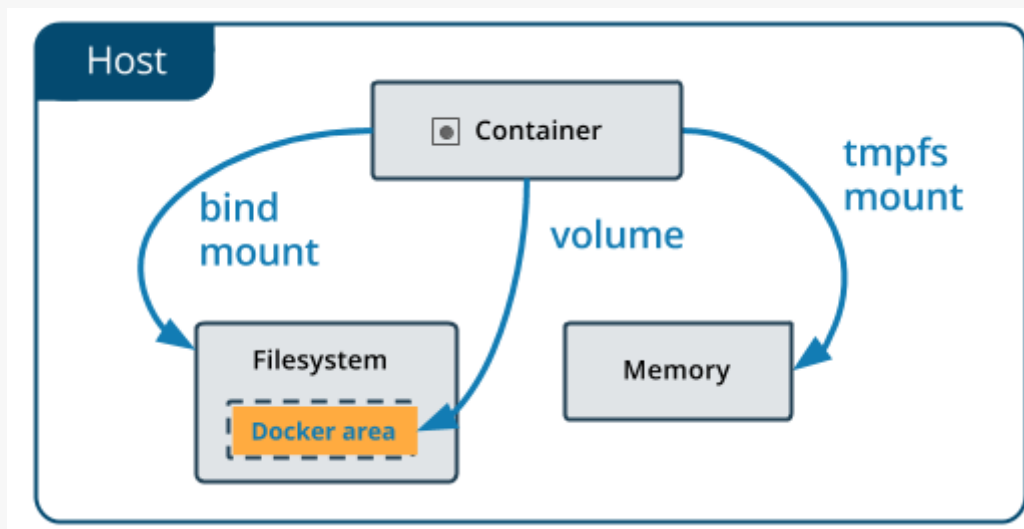 Host
Container
bind
mount
volume
tmpfs
mount
Filesystem
Docker area
Memory